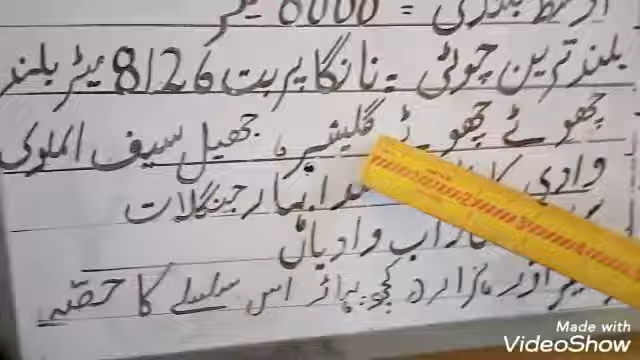 اوسط بلندی = 6000 میٹر
بلند ترین چوٹی - نانگا پربت 8126 میٹر بلند
چھوٹے چھوٹے گلیشیر، جھیل سیف الملوک
وادی سدا بہار جنگلات
وادیاں
اور ہزارہ کے پہاڑ اس سلسلے کا حصہ
Made with
VideoShow